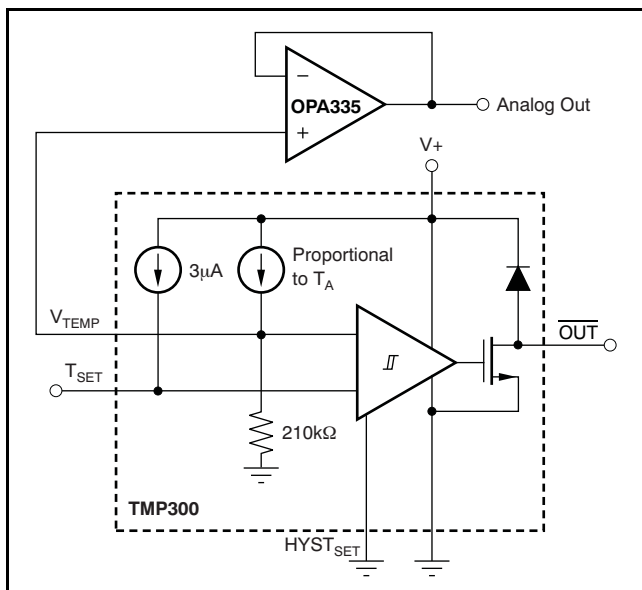 −
OPA335
+
Analog Out
V+
3μA
Proportional
to T_A
V_TEMP
T_SET
OUT
210kΩ
TMP300
HYST_SET